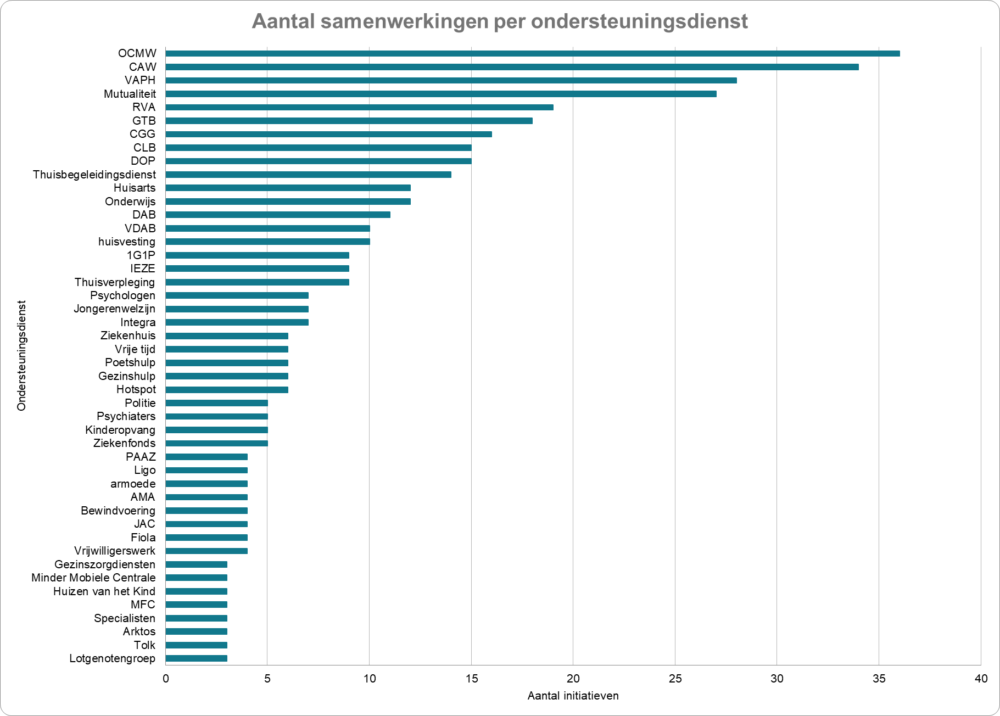 Aantal samenwerkingen per ondersteuningsdienst
OCMW
CAW
VAPH
Mutualiteit
RVA
GTB
CGG
CLB
DOP
Thuisbegeleidingsdienst
Huisarts
Onderwijs
DAB
VDAB
huisvesting
1G1P
IEZE
Thuisverpleging
Psychologen
Jongerenwelzijn
Integra
Ziekenhuis
Vrije tijd
Poetshulp
Gezinshulp
Hotspot
Politie
Psychiaters
Kinderopvang
Ziekenfonds
PAAZ
Ligo
armoede
AMA
Bewindvoering
JAC
Fiola
Vrijwilligerswerk
Gezinszorgdiensten
Minder Mobiele Centrale
Huizen van het Kind
MFC
Specialisten
Arktos
Tolk
Lotgenotengroep
Ondersteuningsdienst
0 5 10 15 20 25 30 35 40
Aantal initiatieven